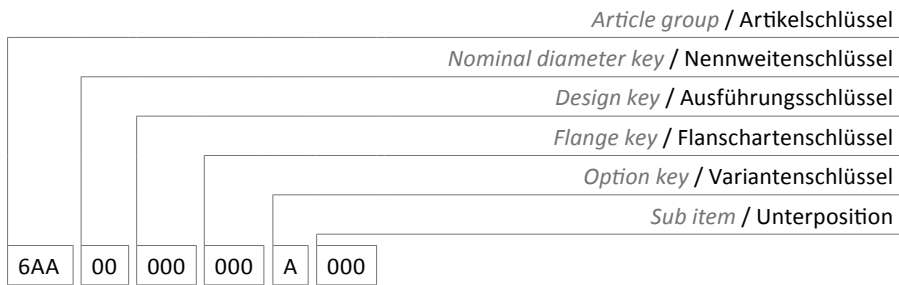 Article group / Artikelschlüssel
Nominal diameter key / Nennweitenschlüssel
Design key / Ausführungsschlüssel
Flange key / Flanschartenschlüssel
Option key / Variantenschlüssel
Sub item / Unterposition
6AA 00 000 000 A 000